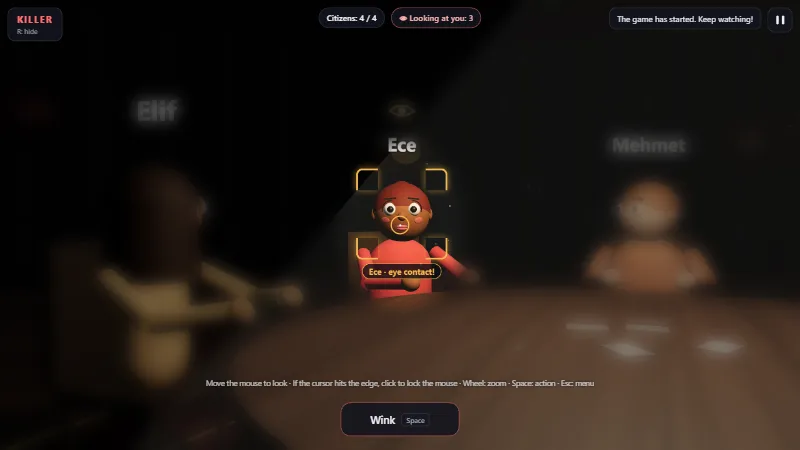 KILLER
R: hide
Citizens: 4 / 4
Looking at you: 3
The game has started. Keep watching!
Elif
Ece
Mehmet
Ece · eye contact!
Move the mouse to look · If the cursor hits the edge, click to lock the mouse · Wheel: zoom · Space: action · Esc: menu
Wink Space